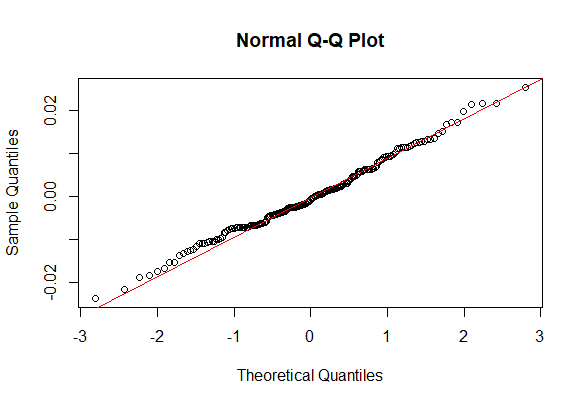 Normal Q-Q Plot
Sample Quantiles
0.02
0.00
-0.02
-3 -2 -1 0 1 2 3
Theoretical Quantiles